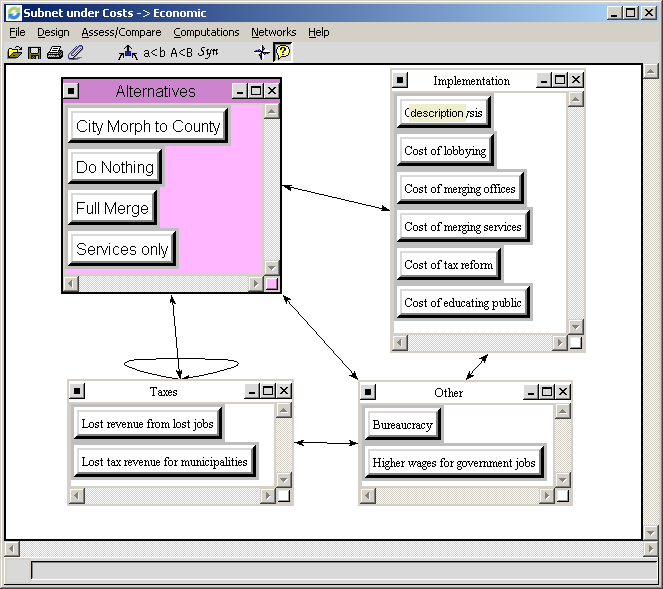 Subnet under Costs -> Economic
File Design Assess/Compare Computations Networks Help
a<b A<B Syn
Alternatives
City Morph to County
Do Nothing
Full Merge
Services only
Implementation
description
Cost of lobbying
Cost of merging offices
Cost of merging services
Cost of tax reform
Cost of educating public
Taxes
Lost revenue from lost jobs
Lost tax revenue for municipalities
Other
Bureaucracy
Higher wages for government jobs